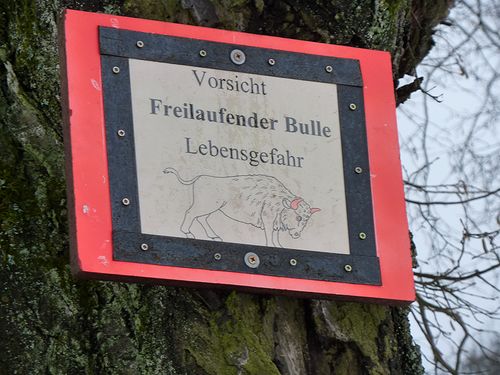 Vorsicht
Freilaufender Bulle
Lebensgefahr